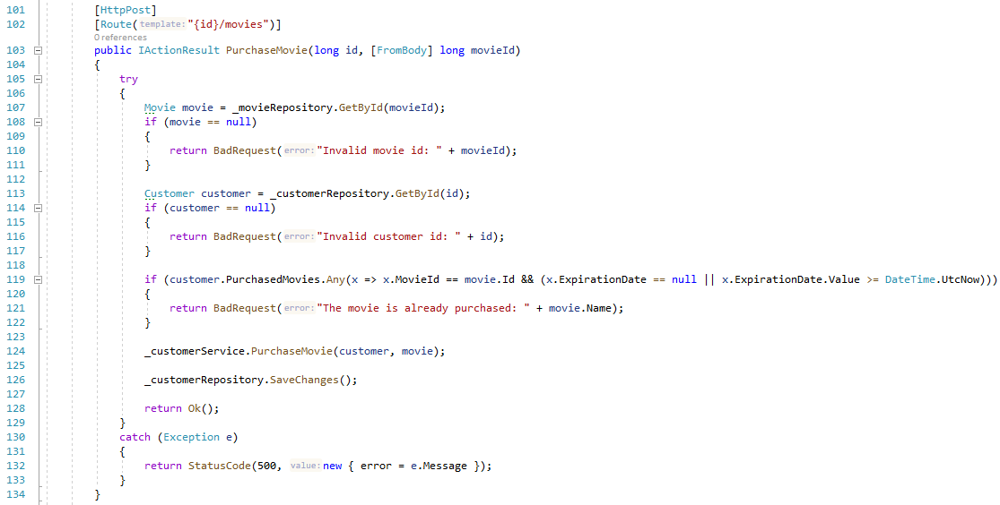 101 [HttpPost]
102 [Route(template: "{id}/movies")]
0 references
103 public IActionResult PurchaseMovie(long id, [FromBody] long movieId)
104 {
105 try
106 {
107 Movie movie = _movieRepository.GetById(movieId);
108 if (movie == null)
109 {
110 return BadRequest(error: "Invalid movie id: " + movieId);
111 }
112
113 Customer customer = _customerRepository.GetById(id);
114 if (customer == null)
115 {
116 return BadRequest(error: "Invalid customer id: " + id);
117 }
118
119 if (customer.PurchasedMovies.Any(x => x.MovieId == movie.Id && (x.ExpirationDate == null || x.ExpirationDate.Value >= DateTime.UtcNow)))
120 {
121 return BadRequest(error: "The movie is already purchased: " + movie.Name);
122 }
123
124 _customerService.PurchaseMovie(customer, movie);
125
126 _customerRepository.SaveChanges();
127
128 return Ok();
129 }
130 catch (Exception e)
131 {
132 return StatusCode(500, value: new { error = e.Message });
133 }
134 }